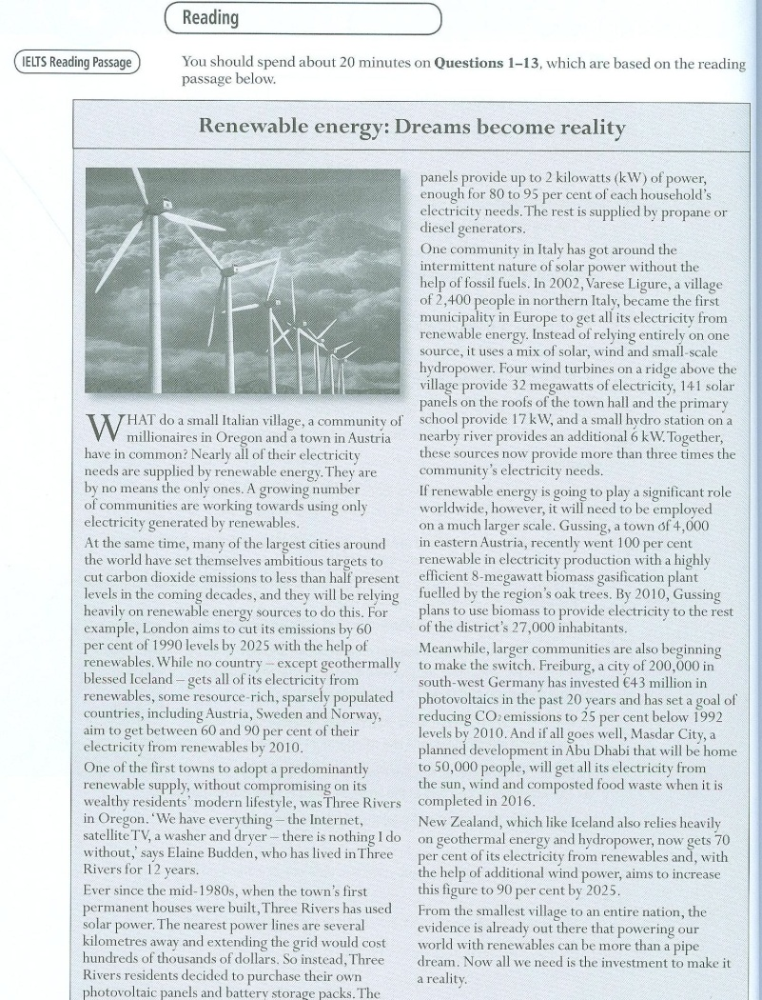 Reading
IELTS Reading Passage
You should spend about 20 minutes on Questions 1–13, which are based on the reading
passage below.
Renewable energy: Dreams become reality
WHAT do a small Italian village, a community of
millionaires in Oregon and a town in Austria
have in common? Nearly all of their electricity
needs are supplied by renewable energy. They are
by no means the only ones. A growing number
of communities are working towards using only
electricity generated by renewables.
At the same time, many of the largest cities around
the world have set themselves ambitious targets to
cut carbon dioxide emissions to less than half present
levels in the coming decades, and they will be relying
heavily on renewable energy sources to do this. For
example, London aims to cut its emissions by 60
per cent of 1990 levels by 2025 with the help of
renewables. While no country – except geothermally
blessed Iceland – gets all of its electricity from
renewables, some resource-rich, sparsely populated
countries, including Austria, Sweden and Norway,
aim to get between 60 and 90 per cent of their
electricity from renewables by 2010.
One of the first towns to adopt a predominantly
renewable supply, without compromising on its
wealthy residents' modern lifestyle, was Three Rivers
in Oregon. 'We have everything – the Internet,
satellite TV, a washer and dryer – there is nothing I do
without,' says Elaine Budden, who has lived in Three
Rivers for 12 years.
Ever since the mid-1980s, when the town's first
permanent houses were built, Three Rivers has used
solar power. The nearest power lines are several
kilometres away and extending the grid would cost
hundreds of thousands of dollars. So instead, Three
Rivers residents decided to purchase their own
photovoltaic panels and battery storage packs. The
panels provide up to 2 kilowatts (kW) of power,
enough for 80 to 95 per cent of each household's
electricity needs. The rest is supplied by propane or
diesel generators.
One community in Italy has got around the
intermittent nature of solar power without the
help of fossil fuels. In 2002, Varese Ligure, a village
of 2,400 people in northern Italy, became the first
municipality in Europe to get all its electricity from
renewable energy. Instead of relying entirely on one
source, it uses a mix of solar, wind and small-scale
hydropower. Four wind turbines on a ridge above the
village provide 32 megawatts of electricity, 141 solar
panels on the roofs of the town hall and the primary
school provide 17 kW, and a small hydro station on a
nearby river provides an additional 6 kW. Together,
these sources now provide more than three times the
community's electricity needs.
If renewable energy is going to play a significant role
worldwide, however, it will need to be employed
on a much larger scale. Gussing, a town of 4,000
in eastern Austria, recently went 100 per cent
renewable in electricity production with a highly
efficient 8-megawatt biomass gasification plant
fuelled by the region's oak trees. By 2010, Gussing
plans to use biomass to provide electricity to the rest
of the district's 27,000 inhabitants.
Meanwhile, larger communities are also beginning
to make the switch. Freiburg, a city of 200,000 in
south-west Germany has invested €43 million in
photovoltaics in the past 20 years and has set a goal of
reducing CO₂ emissions to 25 per cent below 1992
levels by 2010. And if all goes well, Masdar City, a
planned development in Abu Dhabi that will be home
to 50,000 people, will get all its electricity from
the sun, wind and composted food waste when it is
completed in 2016.
New Zealand, which like Iceland also relies heavily
on geothermal energy and hydropower, now gets 70
per cent of its electricity from renewables and, with
the help of additional wind power, aims to increase
this figure to 90 per cent by 2025.
From the smallest village to an entire nation, the
evidence is already out there that powering our
world with renewables can be more than a pipe
dream. Now all we need is the investment to make it
a reality.